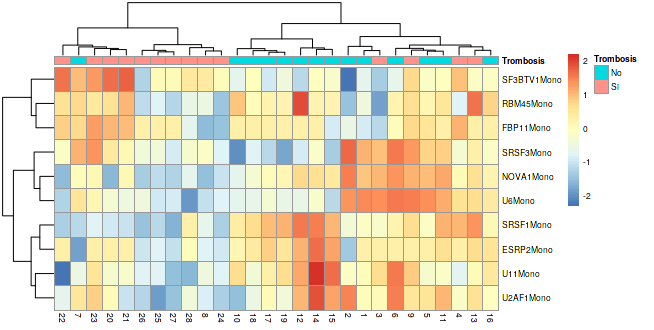 Trombosis
SF3BTV1Mono
RBM45Mono
FBP11Mono
SRSF3Mono
NOVA1Mono
U6Mono
SRSF1Mono
ESRP2Mono
U11Mono
U2AF1Mono
22 7 23 20 21 26 25 27 28 8 24 10 18 17 19 12 14 15 2 1 3 6 9 5 11 4 13 16
2
1
0
-1
-2
Trombosis
No
SI